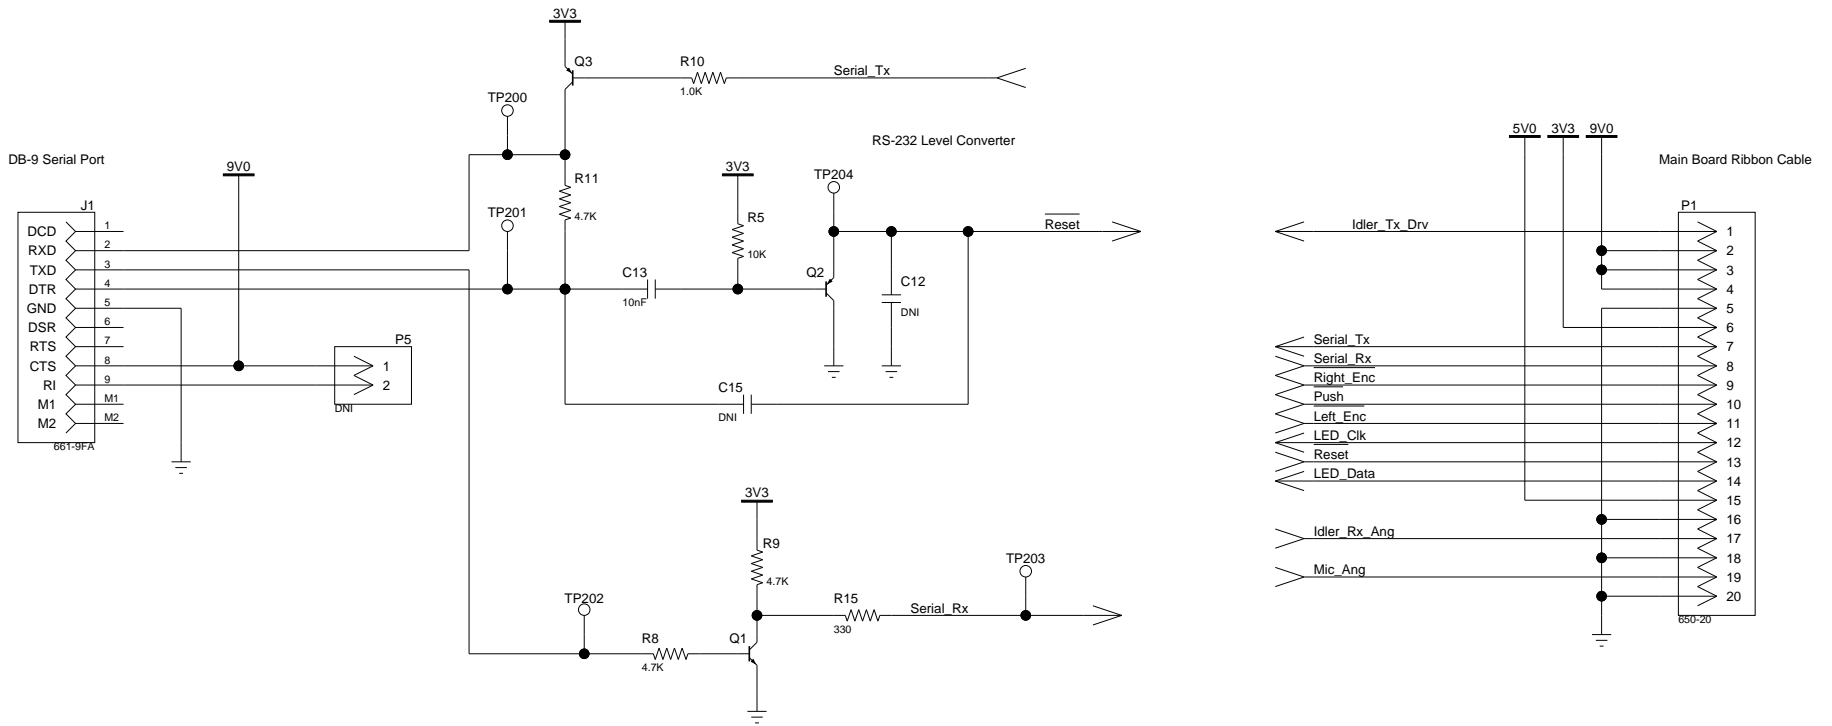 3V3
Q3
R10
1.0K
Serial_Tx
TP200
RS-232 Level Converter
DB-9 Serial Port
9V0
3V3
TP204
R11
4.7K
TP201
R5
10K
Reset
J1
DCD 1
RXD 2
TXD 3
DTR 4
GND 5
DSR 6
RTS 7
CTS 8
RI 9
M1 M1
M2 M2
661-9FA
P5
1
2
DNI
C13
10nF
Q2
C12
DNI
C15
DNI
3V3
R9
4.7K
TP203
TP202
R15
330
Serial_Rx
R8
4.7K
Q1
5V0 3V3 9V0
Main Board Ribbon Cable
P1
Idler_Tx_Drv 1
2
3
4
5
6
Serial_Tx 7
Serial_Rx 8
Right_Enc 9
Push 10
Left_Enc 11
LED_Clk 12
Reset 13
LED_Data 14
15
16
Idler_Rx_Ang 17
18
Mic_Ang 19
20
650-20